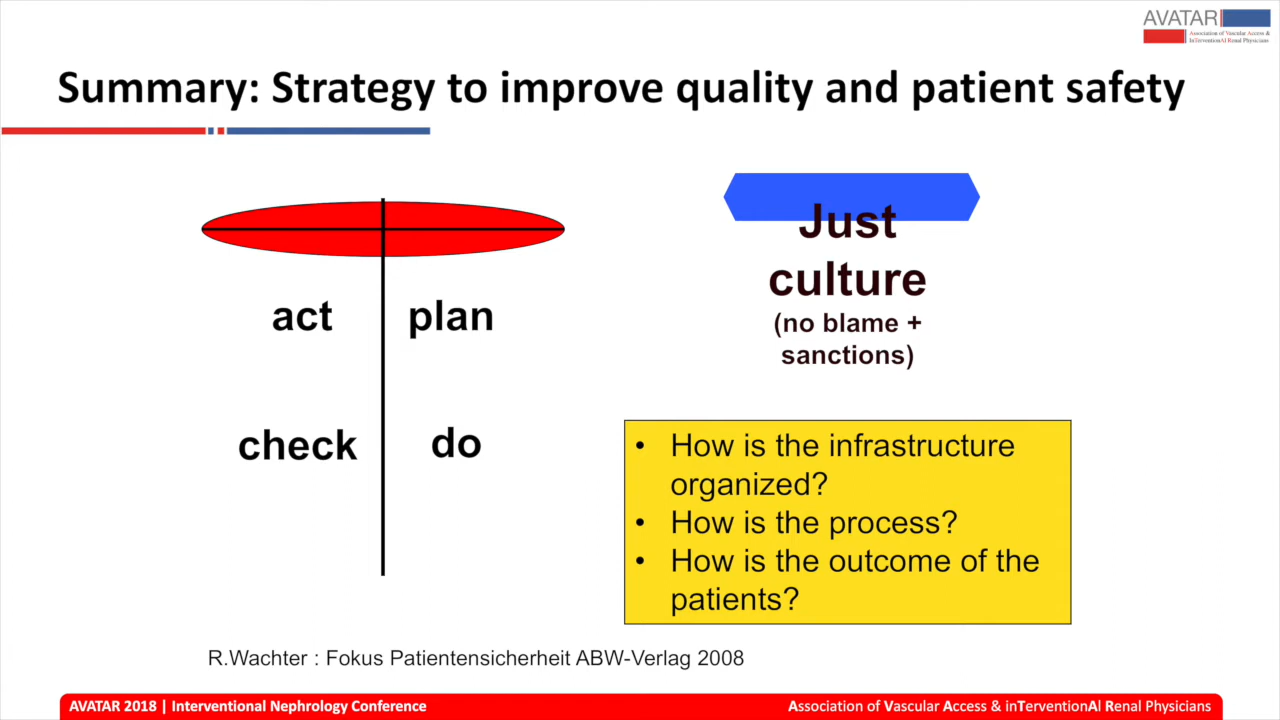 AVATAR
Association of Vascular Access &
InTerventionAl Renal Physicians
Summary: Strategy to improve quality and patient safety
act
plan
check
do
Just
culture
(no blame +
sanctions)
• How is the infrastructure
organized?
• How is the process?
• How is the outcome of the
patients?
R.Wachter : Fokus Patientensicherheit ABW-Verlag 2008
AVATAR 2018 | Interventional Nephrology Conference
Association of Vascular Access & inTerventionAl Renal Physicians